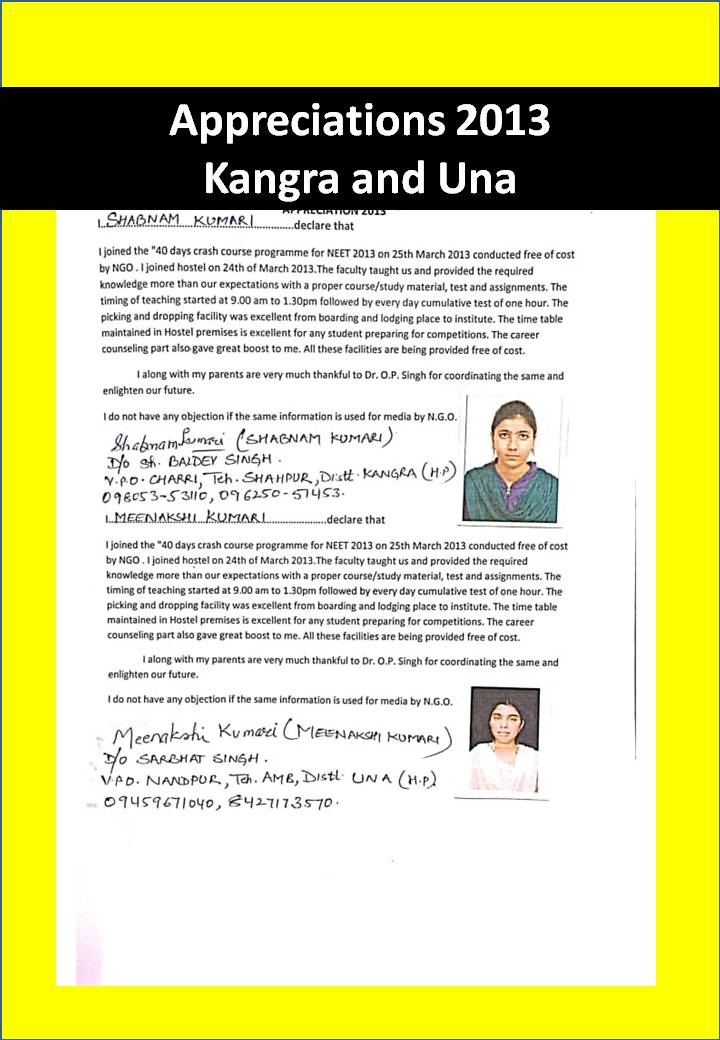 Appreciations 2013
Kangra and Una
APPRECIATION 2013
I..SHABNAM KUMARI................declare that
I joined the "40 days crash course programme for NEET 2013 on 25th March 2013 conducted free of cost
by NGO . I joined hostel on 24th of March 2013.The faculty taught us and provided the required
knowledge more than our expectations with a proper course/study material, test and assignments. The
timing of teaching started at 9.00 am to 1.30pm followed by every day cumulative test of one hour. The
picking and dropping facility was excellent from boarding and lodging place to institute. The time table
maintained in Hostel premises is excellent for any student preparing for competitions. The career
counseling part also gave great boost to me. All these facilities are being provided free of cost.
I along with my parents are very much thankful to Dr. O.P. Singh for coordinating the same and
enlighten our future.
I do not have any objection if the same information is used for media by N.G.O.
Shabnam Kumari (SHABNAM KUMARI)
D/o Sh. BALDEV SINGH.
V.P.O. CHARRI, Teh. SHAHPUR, Distt. KANGRA (H.P)
098053-53110, 096250-51453.
I..MEENAKSHI KUMARI......................declare that
I joined the "40 days crash course programme for NEET 2013 on 25th March 2013 conducted free of cost
by NGO . I joined hostel on 24th of March 2013.The faculty taught us and provided the required
knowledge more than our expectations with a proper course/study material, test and assignments. The
timing of teaching started at 9.00 am to 1.30pm followed by every day cumulative test of one hour. The
picking and dropping facility was excellent from boarding and lodging place to institute. The time table
maintained in Hostel premises is excellent for any student preparing for competitions. The career
counseling part also gave great boost to me. All these facilities are being provided free of cost.
I along with my parents are very much thankful to Dr. O.P. Singh for coordinating the same and
enlighten our future.
I do not have any objection if the same information is used for media by N.G.O.
Meenakshi Kumari (MEENAKSHI KUMARI)
D/o SARBHAT SINGH.
V.P.O. NANDPUR, Teh. AMB, Distt. UNA (H.P)
09459671040, 8427173570.